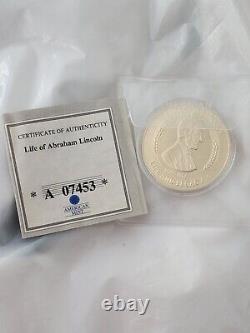 CERTIFICATE OF AUTHENTICITY
Life of Abraham Lincoln
* A 07453 *
AMERICAN
MINT